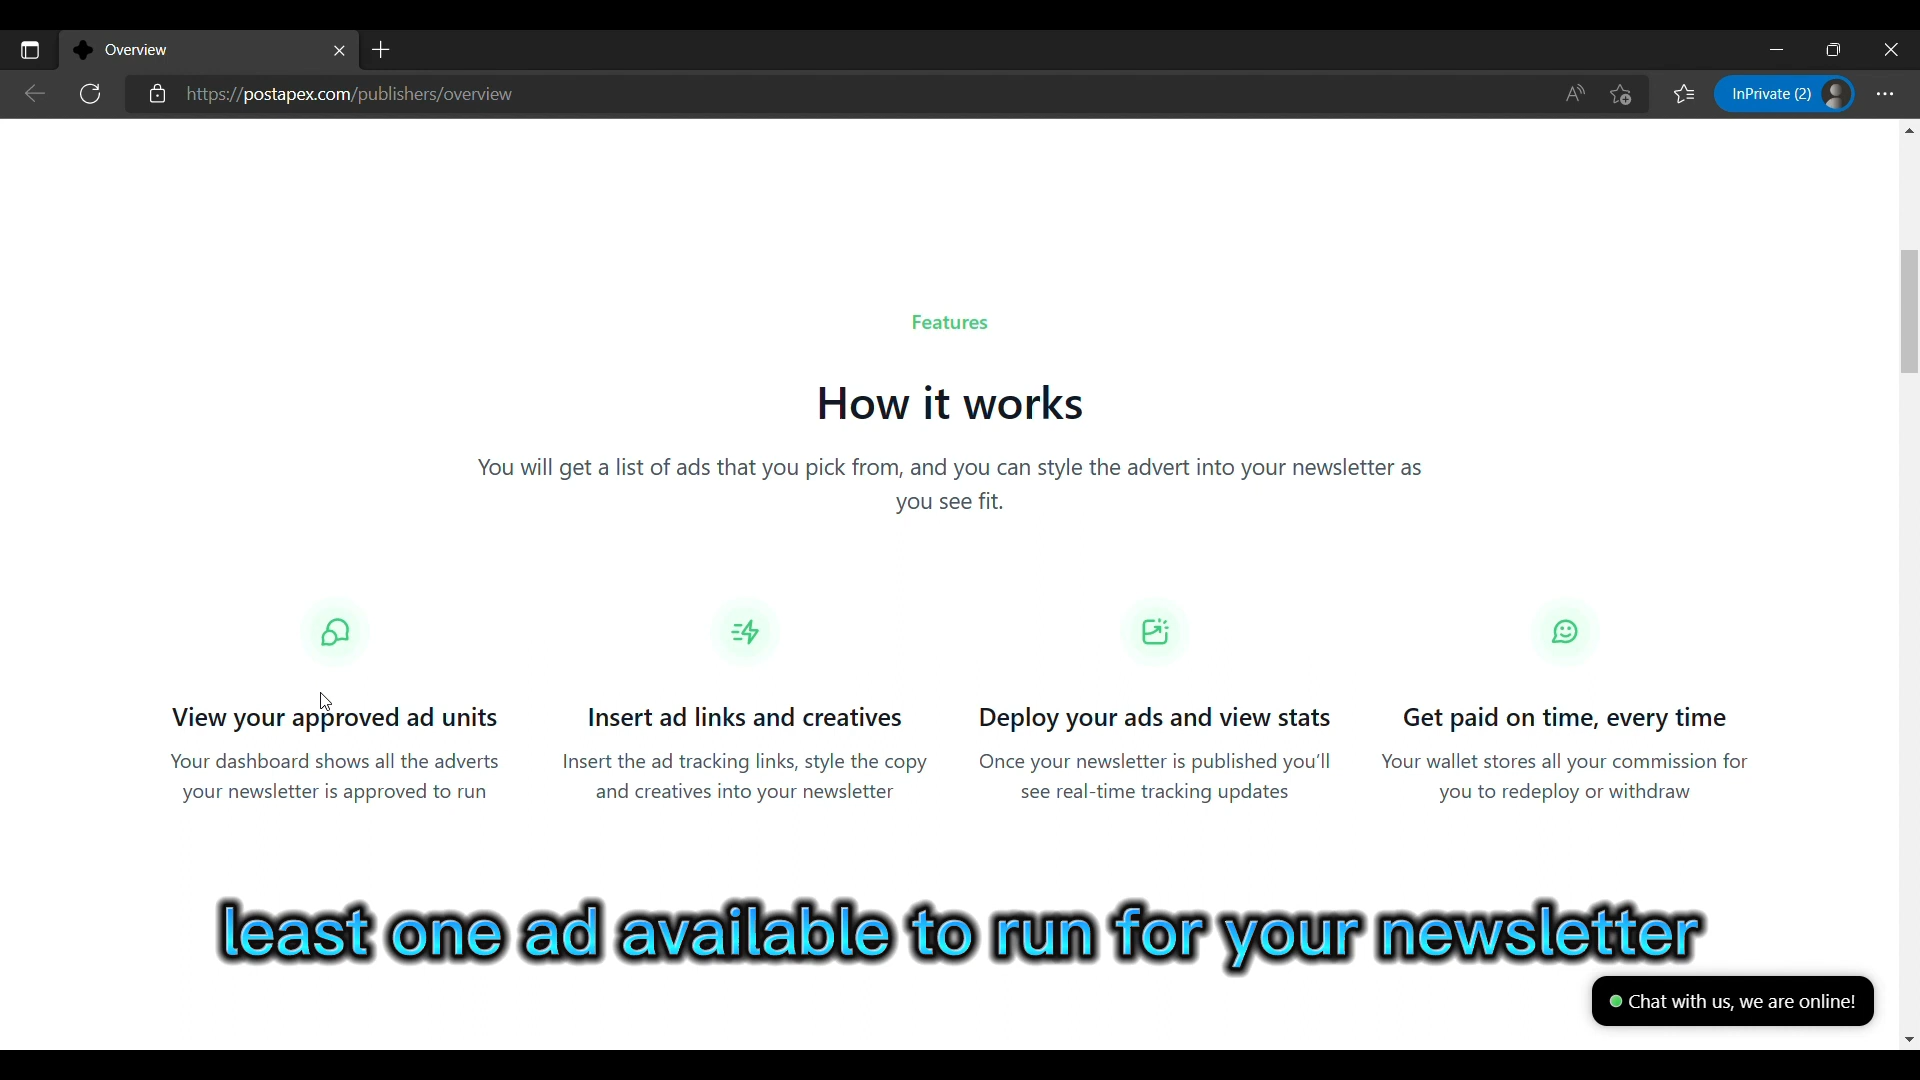 Overview
https://postapex.com/publishers/overview
InPrivate (2)
Features
How it works
You will get a list of ads that you pick from, and you can style the advert into your newsletter as
you see fit.
View your approved ad units
Your dashboard shows all the adverts
your newsletter is approved to run
Insert ad links and creatives
Insert the ad tracking links, style the copy
and creatives into your newsletter
Deploy your ads and view stats
Once your newsletter is published you'll
see real-time tracking updates
Get paid on time, every time
Your wallet stores all your commission for
you to redeploy or withdraw
least one ad available to run for your newsletter
Chat with us, we are online!